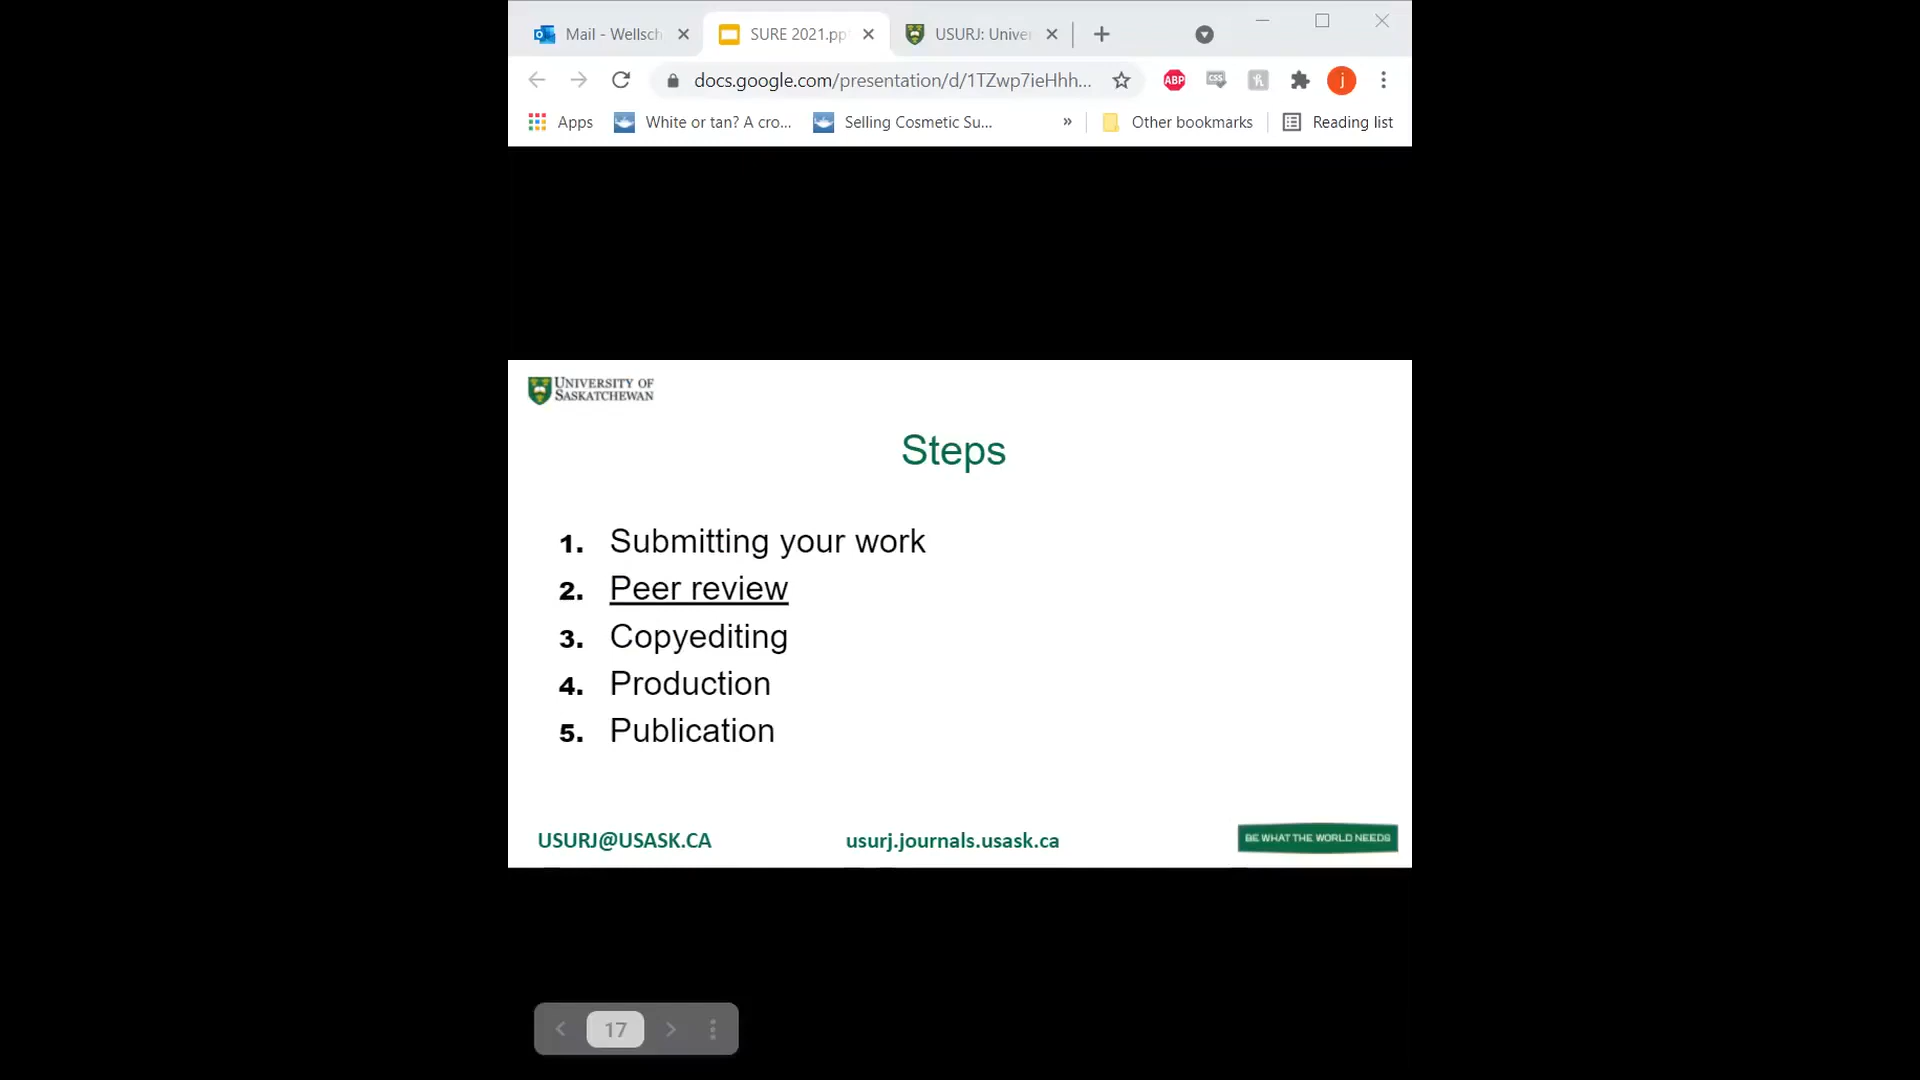 Mail - Wellsch
SURE 2021.pp
USURJ: Univer
docs.google.com/presentation/d/1TZwp7ieHhh...
ABP
CSS
j
Apps
White or tan? A cro...
Selling Cosmetic Su...
»
Other bookmarks
Reading list
UNIVERSITY OF
SASKATCHEWAN
Steps
1. Submitting your work
2. Peer review
3. Copyediting
4. Production
5. Publication
USURJ@USASK.CA
usurj.journals.usask.ca
BE WHAT THE WORLD NEEDS
17